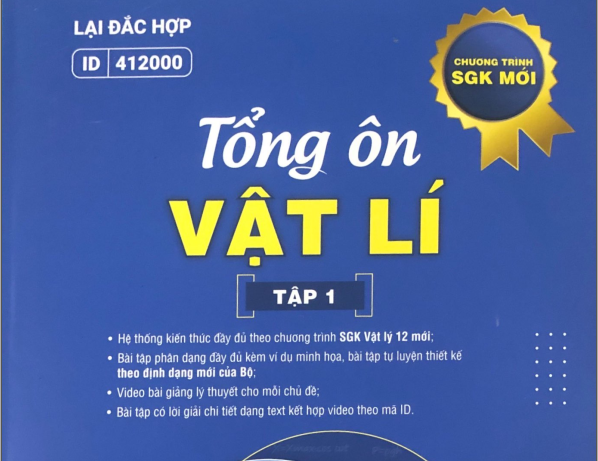 LẠI ĐẮC HỢP
ID 412000
CHƯƠNG TRÌNH
SGK MỚI
Tổng ôn
VẬT LÍ
TẬP 1
• Hệ thống kiến thức đầy đủ theo chương trình SGK Vật lý 12 mới;
• Bài tập phân dạng đầy đủ kèm ví dụ minh họa, bài tập tự luyện thiết kế
theo định dạng mới của Bộ;
• Video bài giảng lý thuyết cho mỗi chủ đề;
• Bài tập có lời giải chi tiết dạng text kết hợp video theo mã ID.